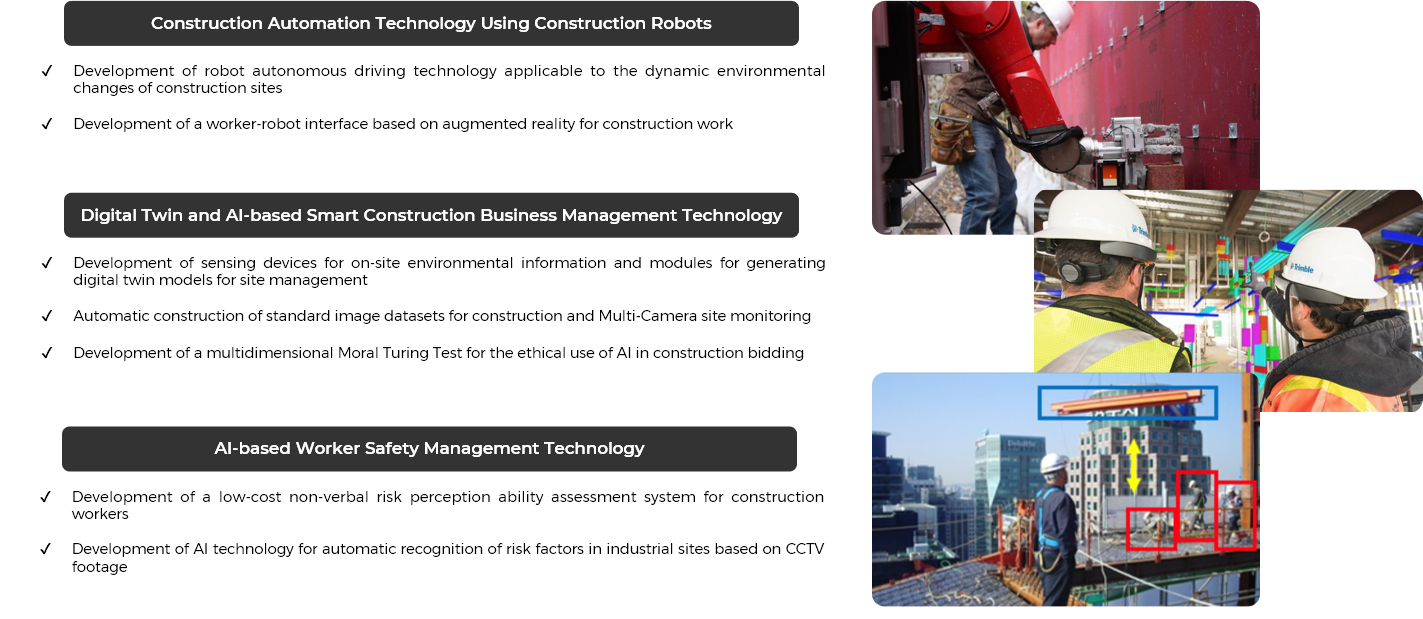 Construction Automation Technology Using Construction Robots
✓ Development of robot autonomous driving technology applicable to the dynamic environmental
changes of construction sites
✓ Development of a worker-robot interface based on augmented reality for construction work
Digital Twin and AI-based Smart Construction Business Management Technology
✓ Development of sensing devices for on-site environmental information and modules for generating
digital twin models for site management
✓ Automatic construction of standard image datasets for construction and Multi-Camera site monitoring
✓ Development of a multidimensional Moral Turing Test for the ethical use of AI in construction bidding
AI-based Worker Safety Management Technology
✓ Development of a low-cost non-verbal risk perception ability assessment system for construction
workers
✓ Development of AI technology for automatic recognition of risk factors in industrial sites based on CCTV
footage
Trimble
Deloitte